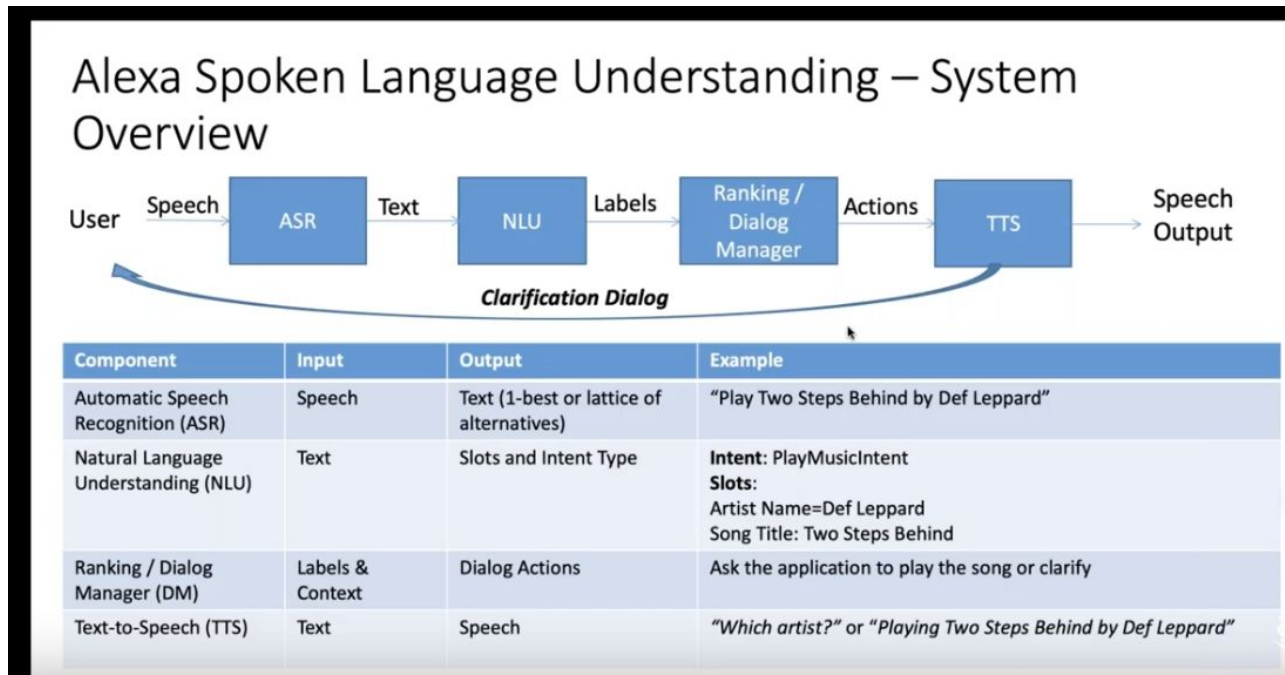 Alexa Spoken Language Understanding – System
Overview
User
Speech
ASR
Text
NLU
Labels
Ranking /
Dialog
Manager
Actions
TTS
Speech
Output
Clarification Dialog
Component Input Output Example
Automatic Speech
Recognition (ASR)
Speech
Text (1-best or lattice of
alternatives)
“Play Two Steps Behind by Def Leppard”
Natural Language
Understanding (NLU)
Text
Slots and Intent Type
Intent: PlayMusicIntent
Slots:
Artist Name=Def Leppard
Song Title: Two Steps Behind
Ranking / Dialog
Manager (DM)
Labels &
Context
Dialog Actions
Ask the application to play the song or clarify
Text-to-Speech (TTS)
Text
Speech
“Which artist?” or “Playing Two Steps Behind by Def Leppard”